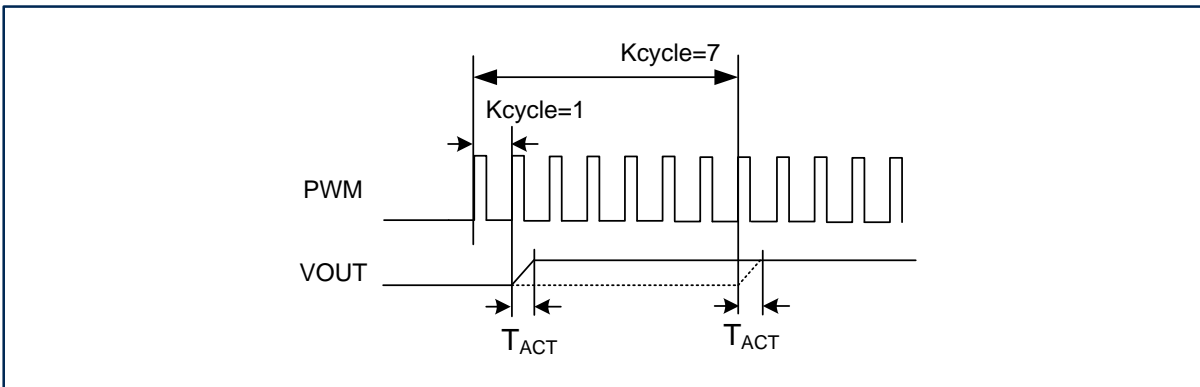 Kcycle=7
Kcycle=1
PWM
VOUT
TACT
TACT